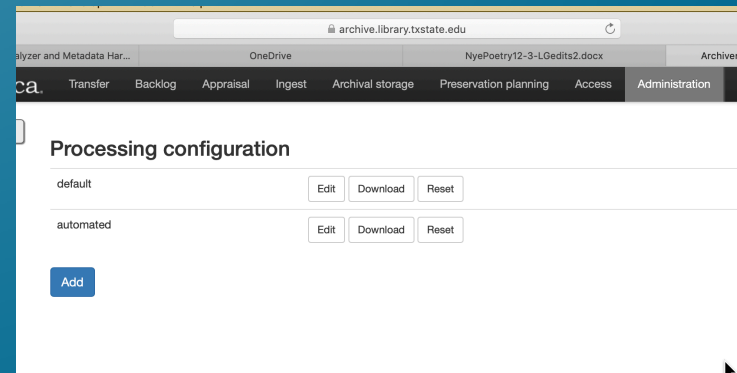 archive.library.txstate.edu
alyzer and Metadata Har... OneDrive NyePoetry12-3-LGedits2.docx Archiver
ca. Transfer Backlog Appraisal Ingest Archival storage Preservation planning Access Administration
Processing configuration
default Edit Download Reset
automated Edit Download Reset
Add